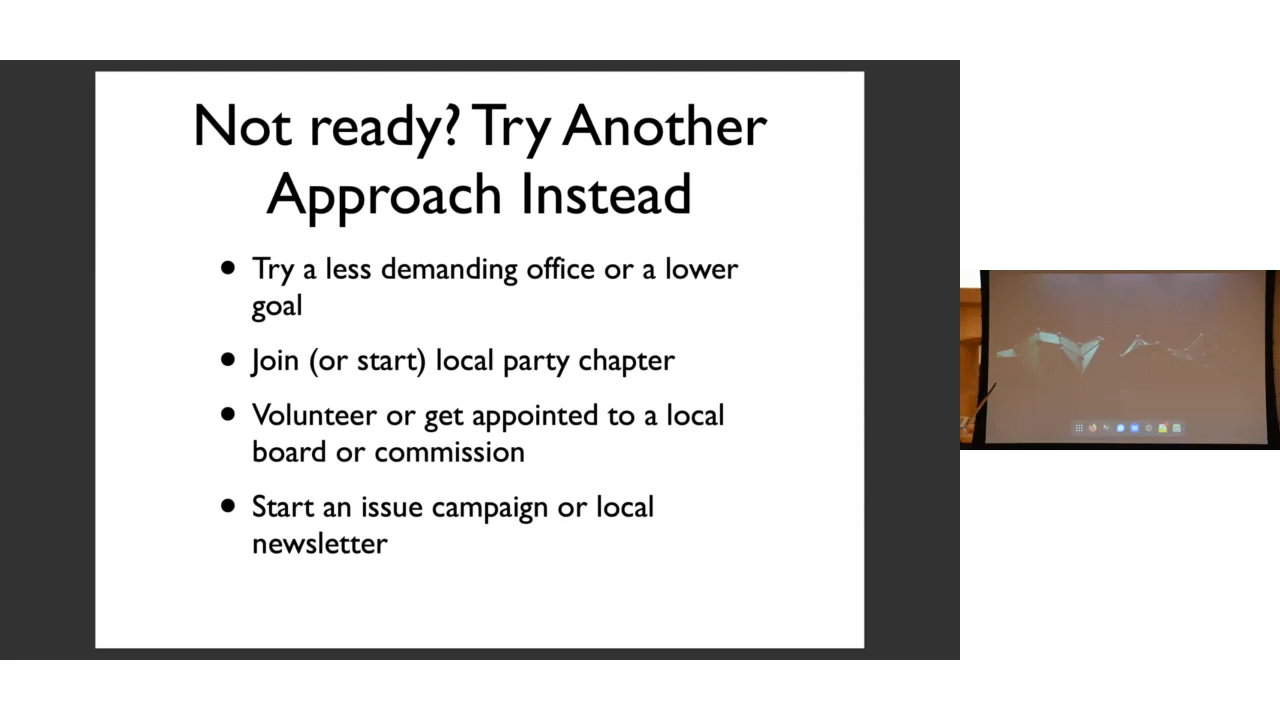 Not ready? Try Another
Approach Instead
• Try a less demanding office or a lower
goal
• Join (or start) local party chapter
• Volunteer or get appointed to a local
board or commission
• Start an issue campaign or local
newsletter